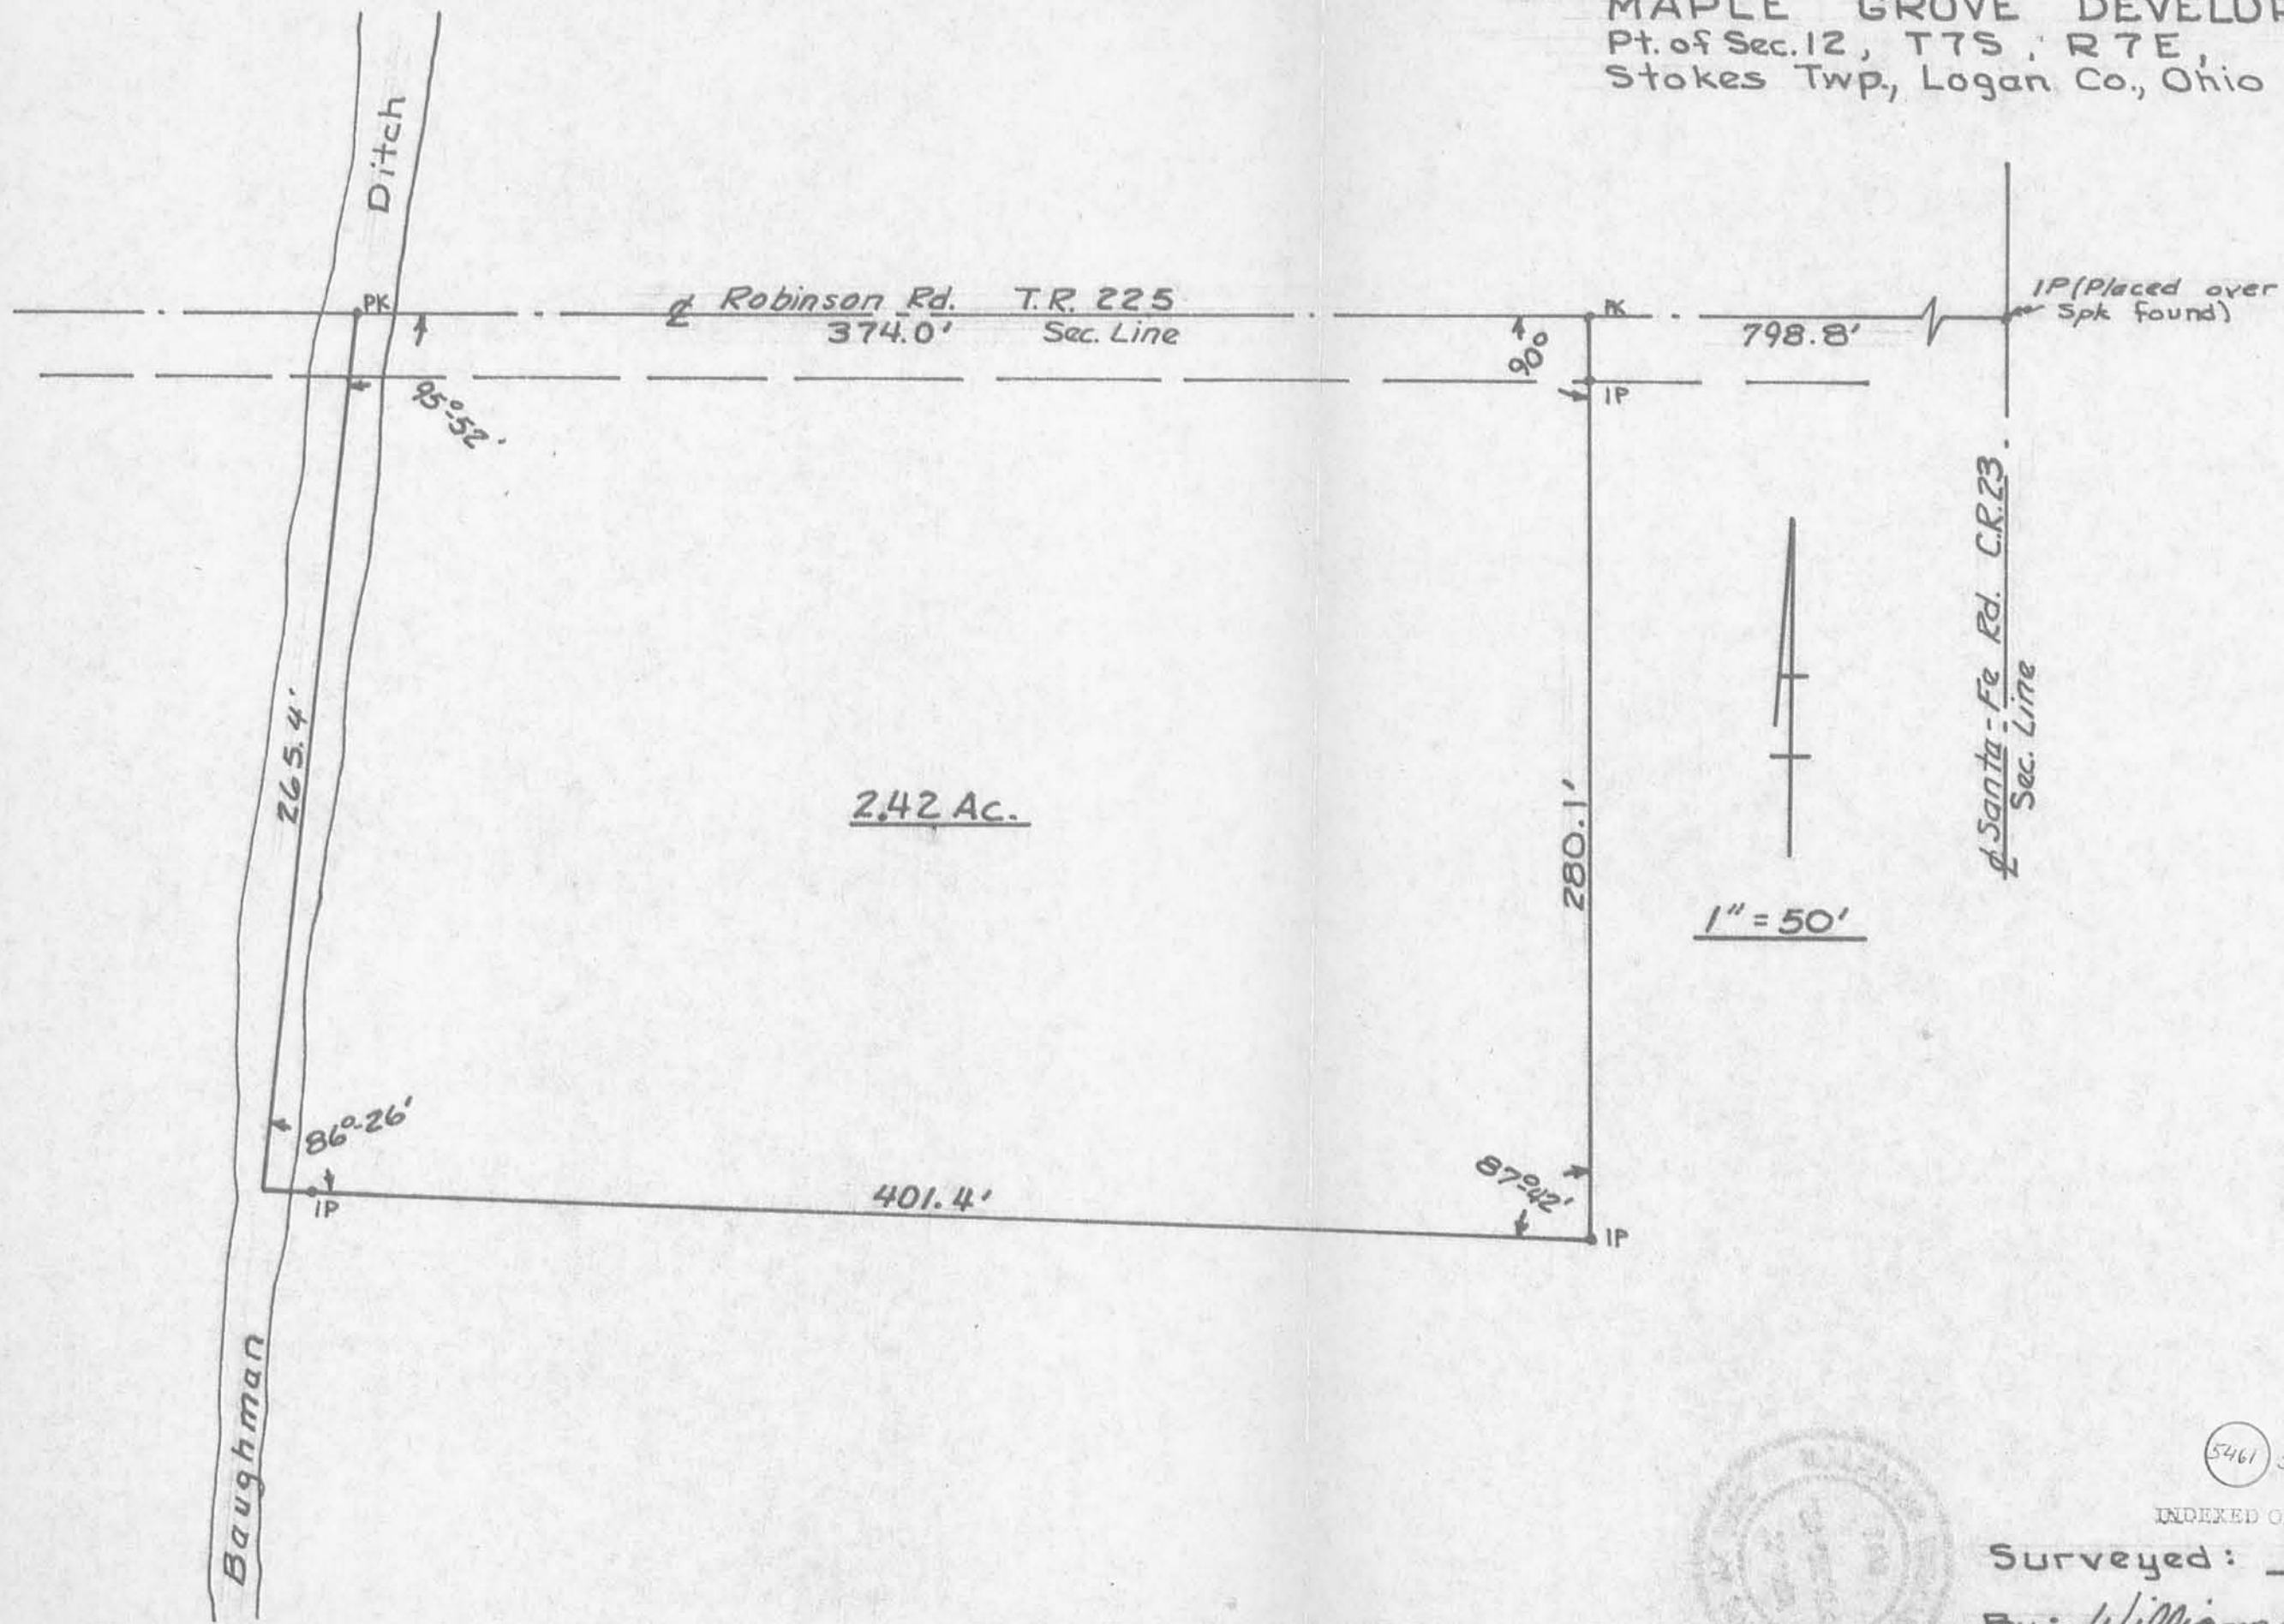 MAPLE GROVE
Pt. of Sec. 12, T7S, R7E,
Stokes Twp., Logan Co., Ohio
Ditch
PK
℄ Robinson Rd. T.R. 225
374.0' Sec. Line
PK
798.8'
IP (Placed over
Spk found)
90°
IP
95°-52'
℄ Santa-Fe Rd. C.R. 23
Sec. Line
265.4'
2.42 Ac.
280.1'
1" = 50'
86°-26'
IP
401.4'
87°-42'
IP
Baughman
5461
INDEXED
Surveyed:
By: